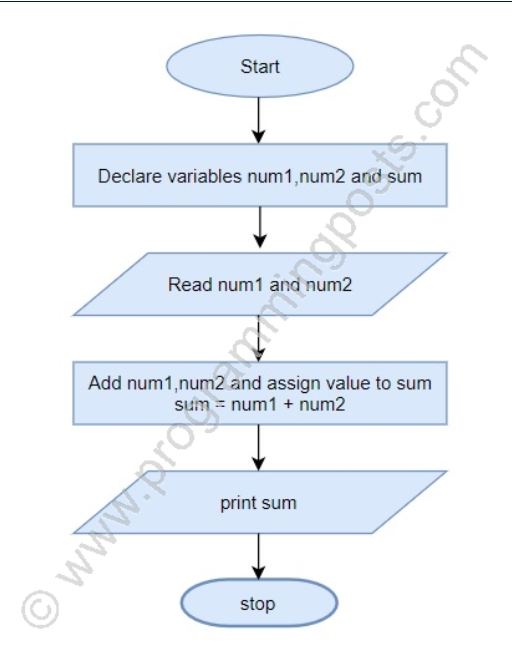 Start
Declare variables num1,num2 and sum
Read num1 and num2
Add num1,num2 and assign value to sum
sum = num1 + num2
print sum
stop
© www.programmingposts.com